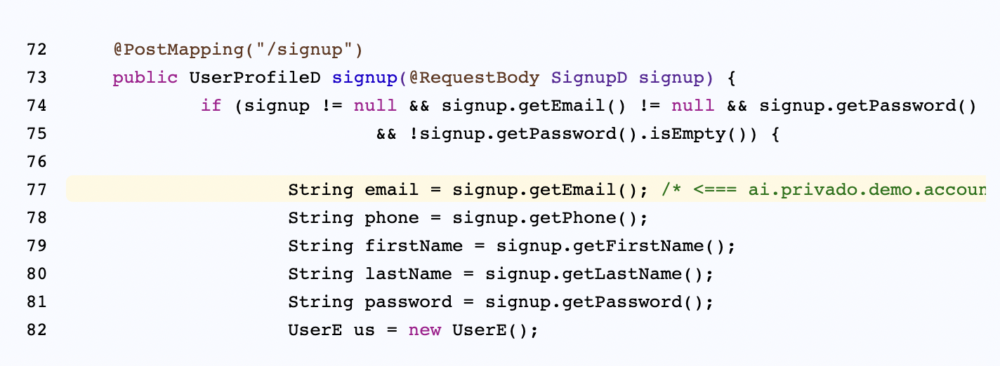 72 @PostMapping("/signup")
73 public UserProfileD signup(@RequestBody SignupD signup) {
74 if (signup != null && signup.getEmail() != null && signup.getPassword()
75 && !signup.getPassword().isEmpty()) {
76
77 String email = signup.getEmail(); /* <=== ai.privado.demo.accoun
78 String phone = signup.getPhone();
79 String firstName = signup.getFirstName();
80 String lastName = signup.getLastName();
81 String password = signup.getPassword();
82 UserE us = new UserE();